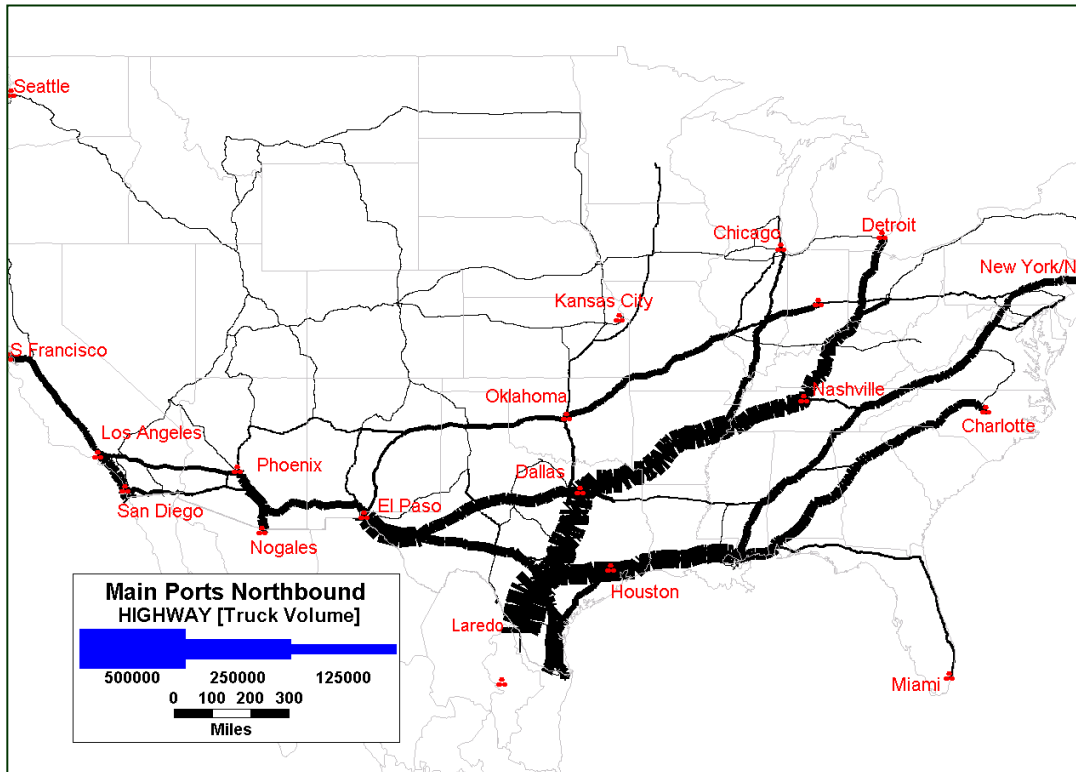 Seattle
Chicago
Detroit
New York/N
Kansas City
S Francisco
Oklahoma
Nashville
Los Angeles
Charlotte
Phoenix
Dallas
San Diego
El Paso
Nogales
Houston
Laredo
Miami
Main Ports Northbound
HIGHWAY [Truck Volume]
500000 250000 125000
0 100 200 300
Miles